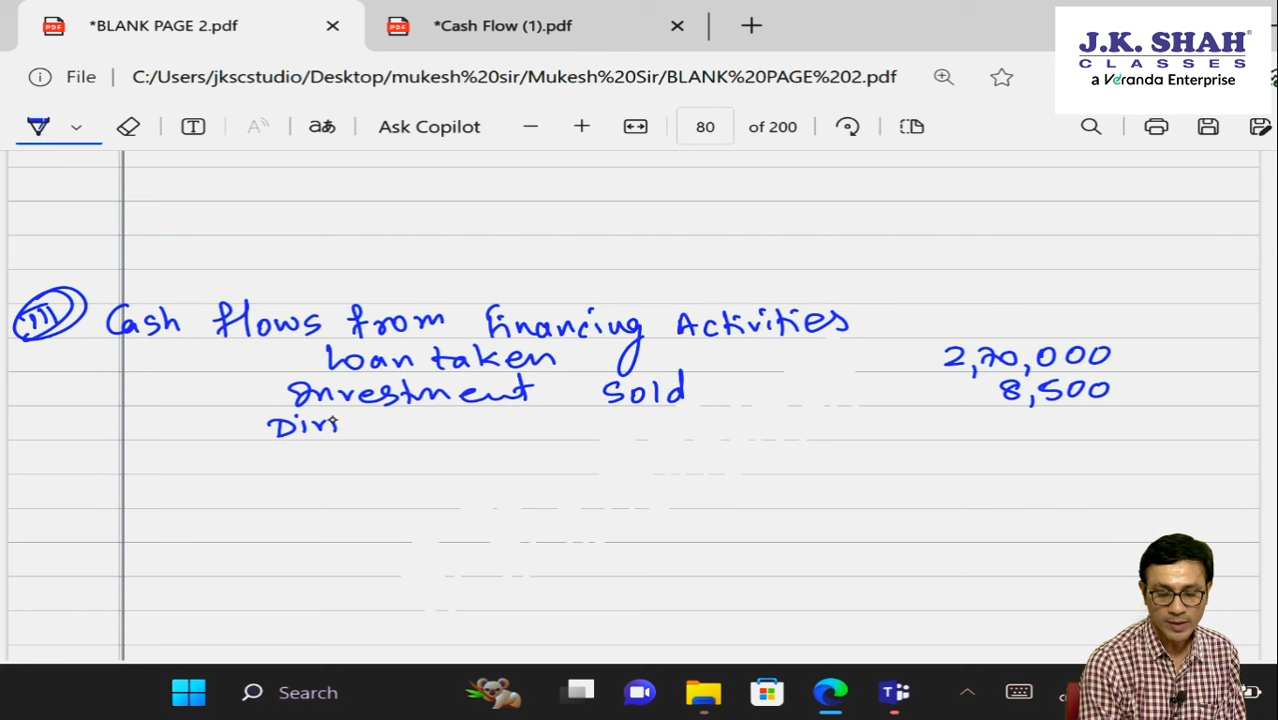 *BLANK PAGE 2.pdf
*Cash Flow (1).pdf
J.K. SHAH
CLASSES
a Veranda Enterprise
File C:/Users/jkscstudio/Desktop/mukesh%20sir/Mukesh%20Sir/BLANK%20PAGE%202.pdf
Ask Copilot 80 of 200
III Cash flows from Financing Activities
Loan taken 2,70,000
Investment Sold 8,500
Divi
Search